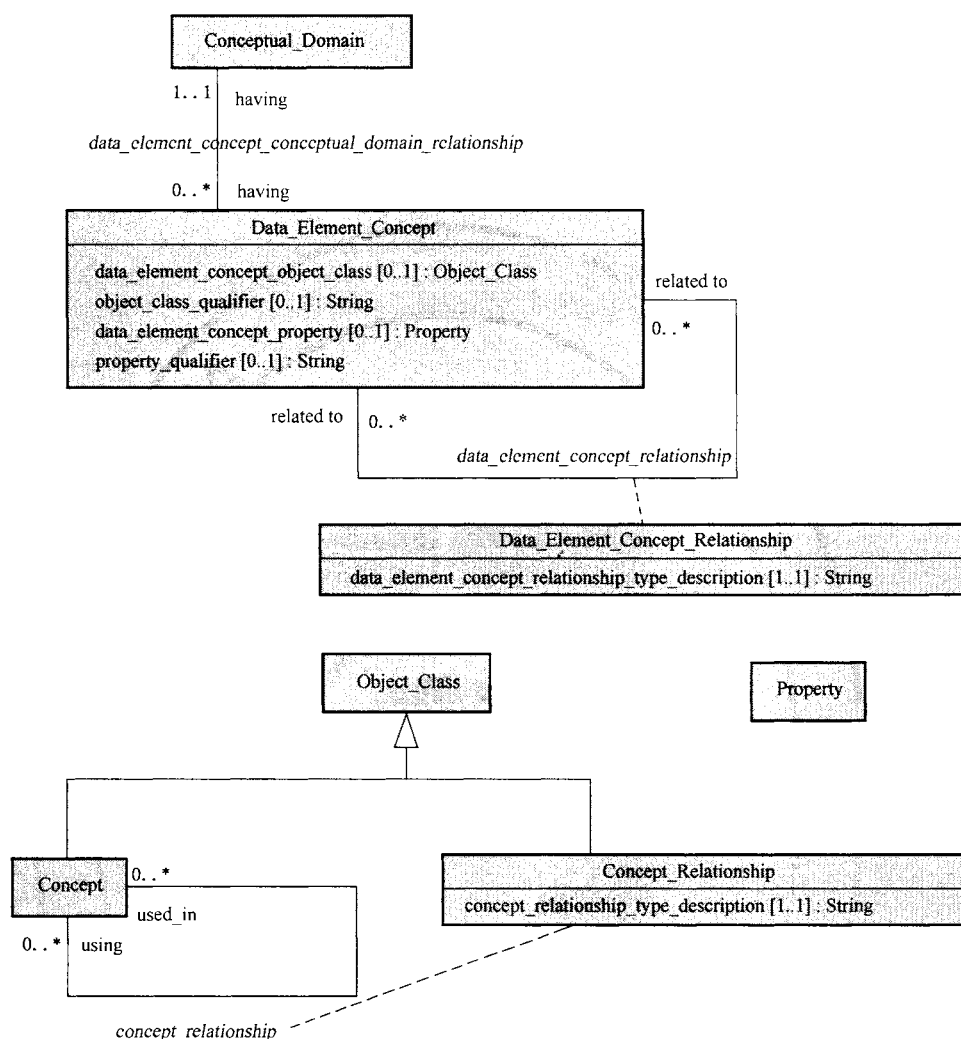 Conceptual_Domain
1..1 having
data_element_concept_conceptual_domain_relationship
0..* having
Data_Element_Concept
data_element_concept_object_class [0..1] : Object_Class
object_class_qualifier [0..1] : String
data_element_concept_property [0..1] : Property
property_qualifier [0..1] : String
related to
0..*
related to 0..*
data_element_concept_relationship
Data_Element_Concept_Relationship
data_element_concept_relationship_type_description [1..1] : String
Object_Class
Property
Concept
0..*
used_in
0..* using
Concept_Relationship
concept_relationship_type_description [1..1] : String
concept_relationship